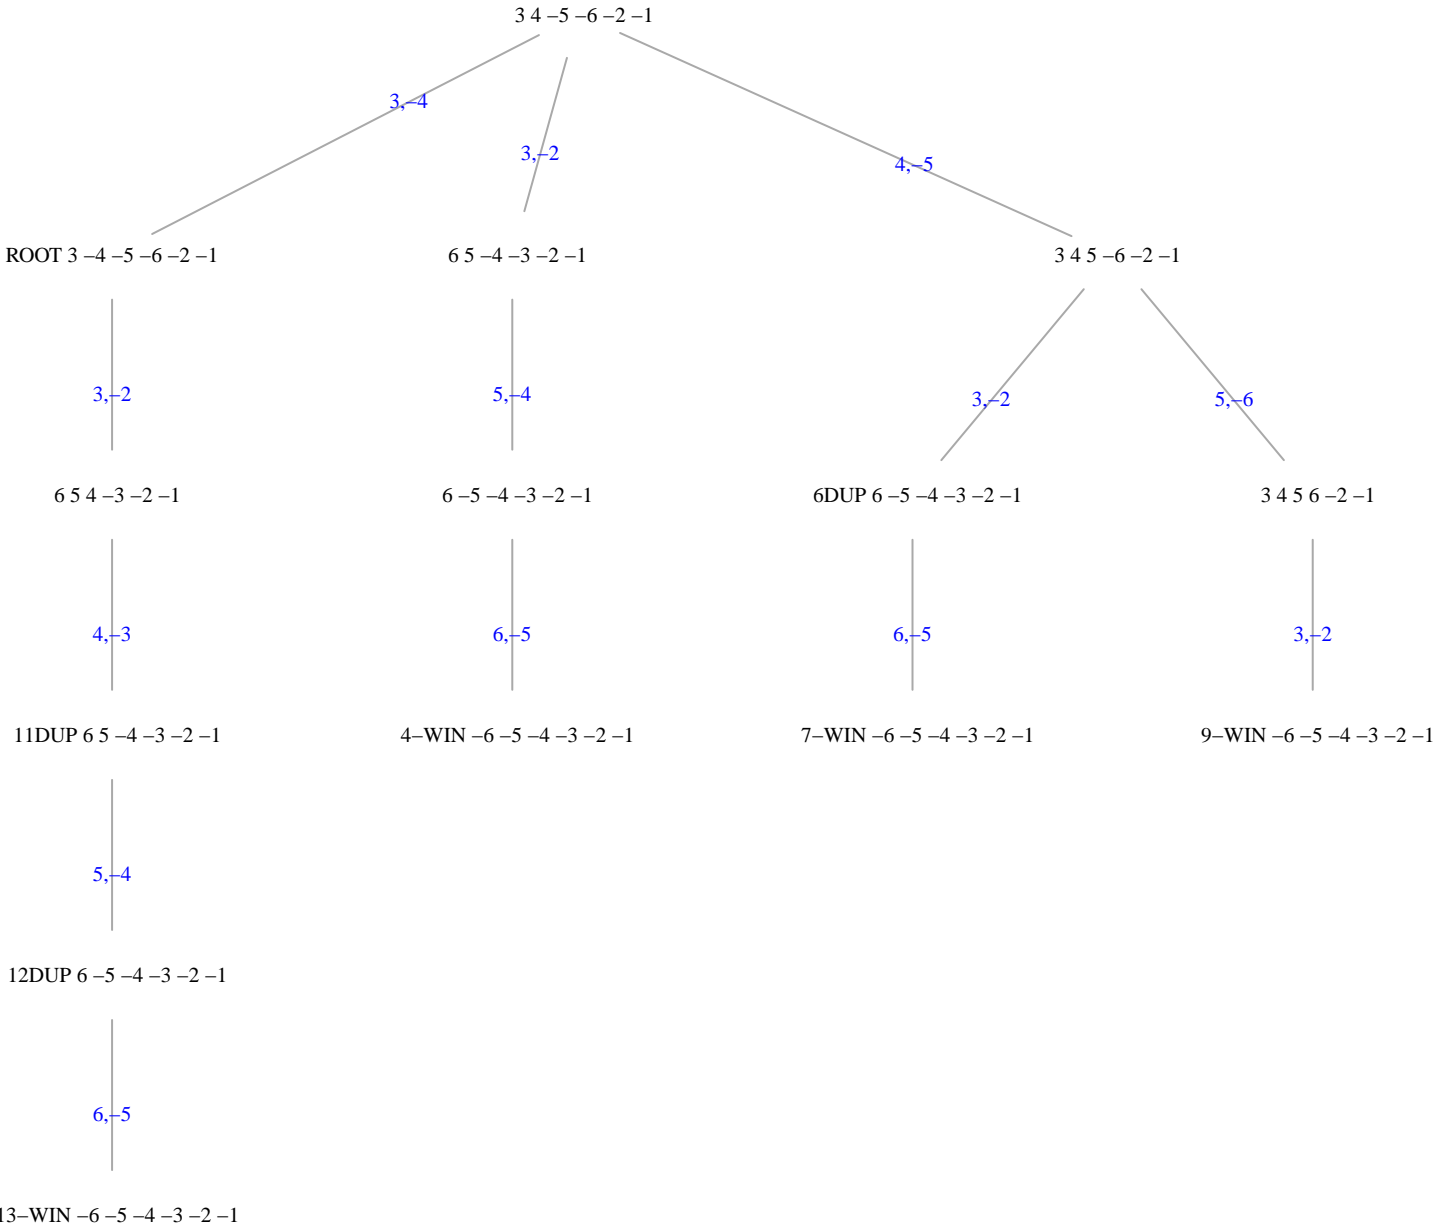 3 4 –5 –6 –2 –1
3,–4
3,–2
4,–5
ROOT 3 –4 –5 –6 –2 –1
6 5 –4 –3 –2 –1
3 4 5 –6 –2 –1
3,–2
5,–4
3,–2
5,–6
6 5 4 –3 –2 –1
6 –5 –4 –3 –2 –1
6DUP 6 –5 –4 –3 –2 –1
3 4 5 6 –2 –1
4,–3
6,–5
6,–5
3,–2
11DUP 6 5 –4 –3 –2 –1
4–WIN –6 –5 –4 –3 –2 –1
7–WIN –6 –5 –4 –3 –2 –1
9–WIN –6 –5 –4 –3 –2 –1
5,–4
12DUP 6 –5 –4 –3 –2 –1
6,–5
13–WIN –6 –5 –4 –3 –2 –1